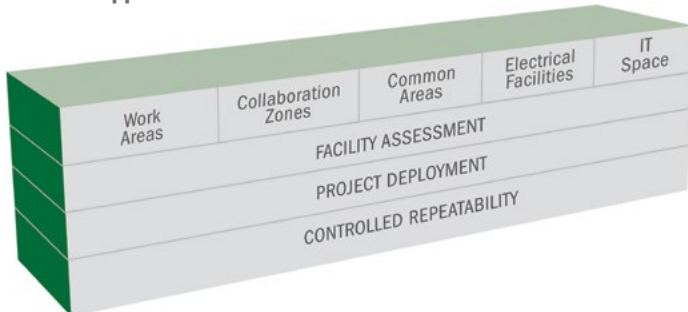 Work
Areas
Collaboration
Zones
Common
Areas
Electrical
Facilities
IT
Space
FACILITY ASSESSMENT
PROJECT DEPLOYMENT
CONTROLLED REPEATABILITY